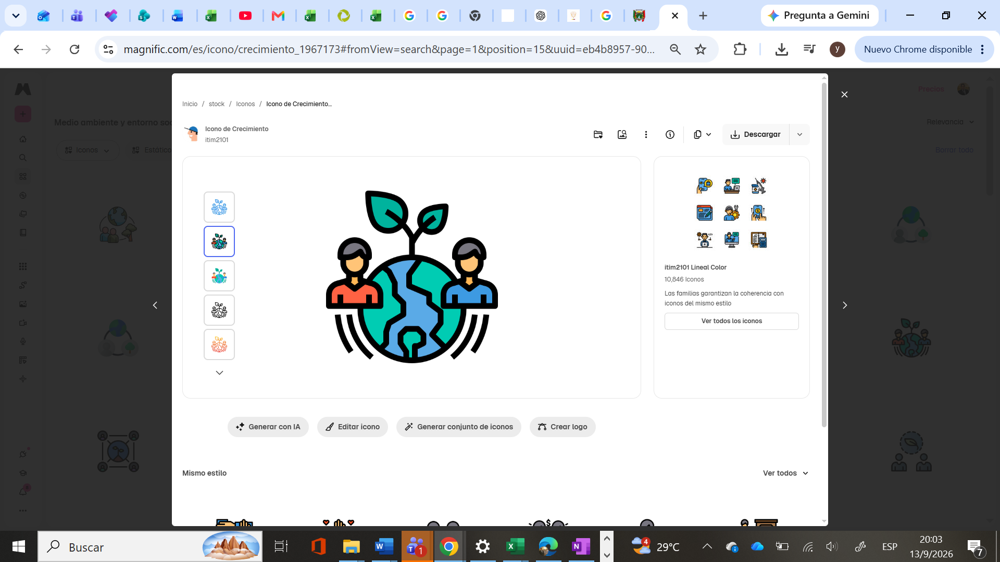 Pregunta a Gemini
magnific.com/es/icono/crecimiento_1967173#fromView=search&page=1&position=15&uuid=eb4b8957-90...
y
Nuevo Chrome disponible
Precios
Inicio / stock / Iconos / Icono de Crecimiento...
Medio ambiente y entorno soc
Relevancia
Icono de Crecimiento
itim2101
Descargar
Iconos
Estático
Borrar todo
itim2101 Lineal Color
10,846 Iconos
Las familias garantizan la coherencia con
iconos del mismo estilo
Ver todos los iconos
Generar con IA
Editar icono
Generar conjunto de iconos
Crear logo
Mismo estilo
Ver todos
Buscar
1
4
29°C
ESP
20:03
13/9/2026
7